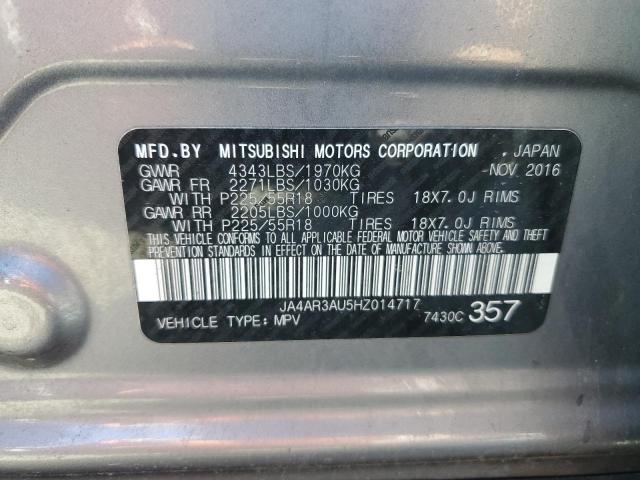 MFD.BY MITSUBISHI MOTORS CORPORATION . JAPAN
GVWR 4343LBS/1970KG NOV 2016
GAWR FR 2271LBS/1030KG
WITH P225/55R18 TIRES 18X7.0J RIMS
GAWR RR 2205LBS/1000KG
WITH P225/55R18 TIRES 18X7.0J RIMS
THIS VEHICLE CONFORMS TO ALL APPLICABLE FEDERAL MOTOR VEHICLE SAFETY AND
THEFT PREVENTION STANDARDS IN EFFECT ON THE DATE OF MANUFACTURE SHOWN ABOVE.
JA4AR3AU5HZ014717
VEHICLE TYPE: MPV 7430C 357